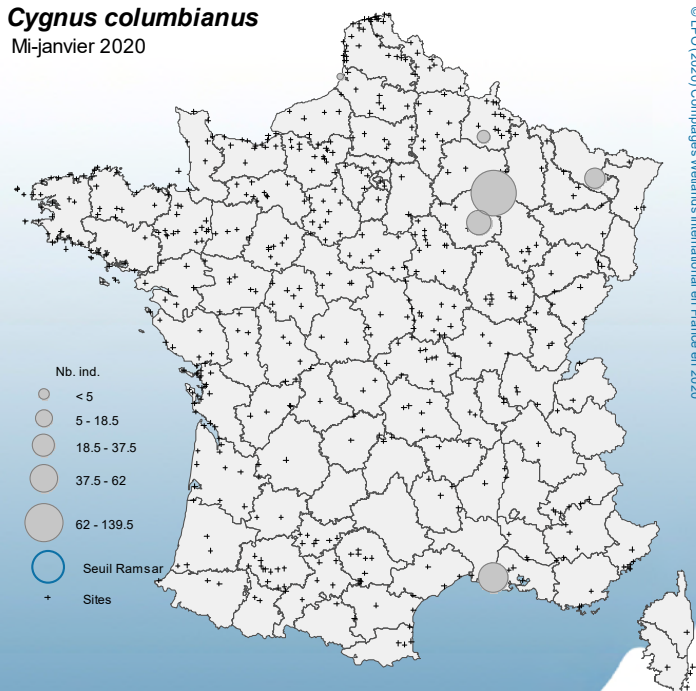 Cygnus columbianus
Mi-janvier 2020
Nb. ind.
< 5
5 - 18.5
18.5 - 37.5
37.5 - 62
62 - 139.5
Seuil Ramsar
Sites
© LPO (2020) Comptages Wetlands International en France en 2020